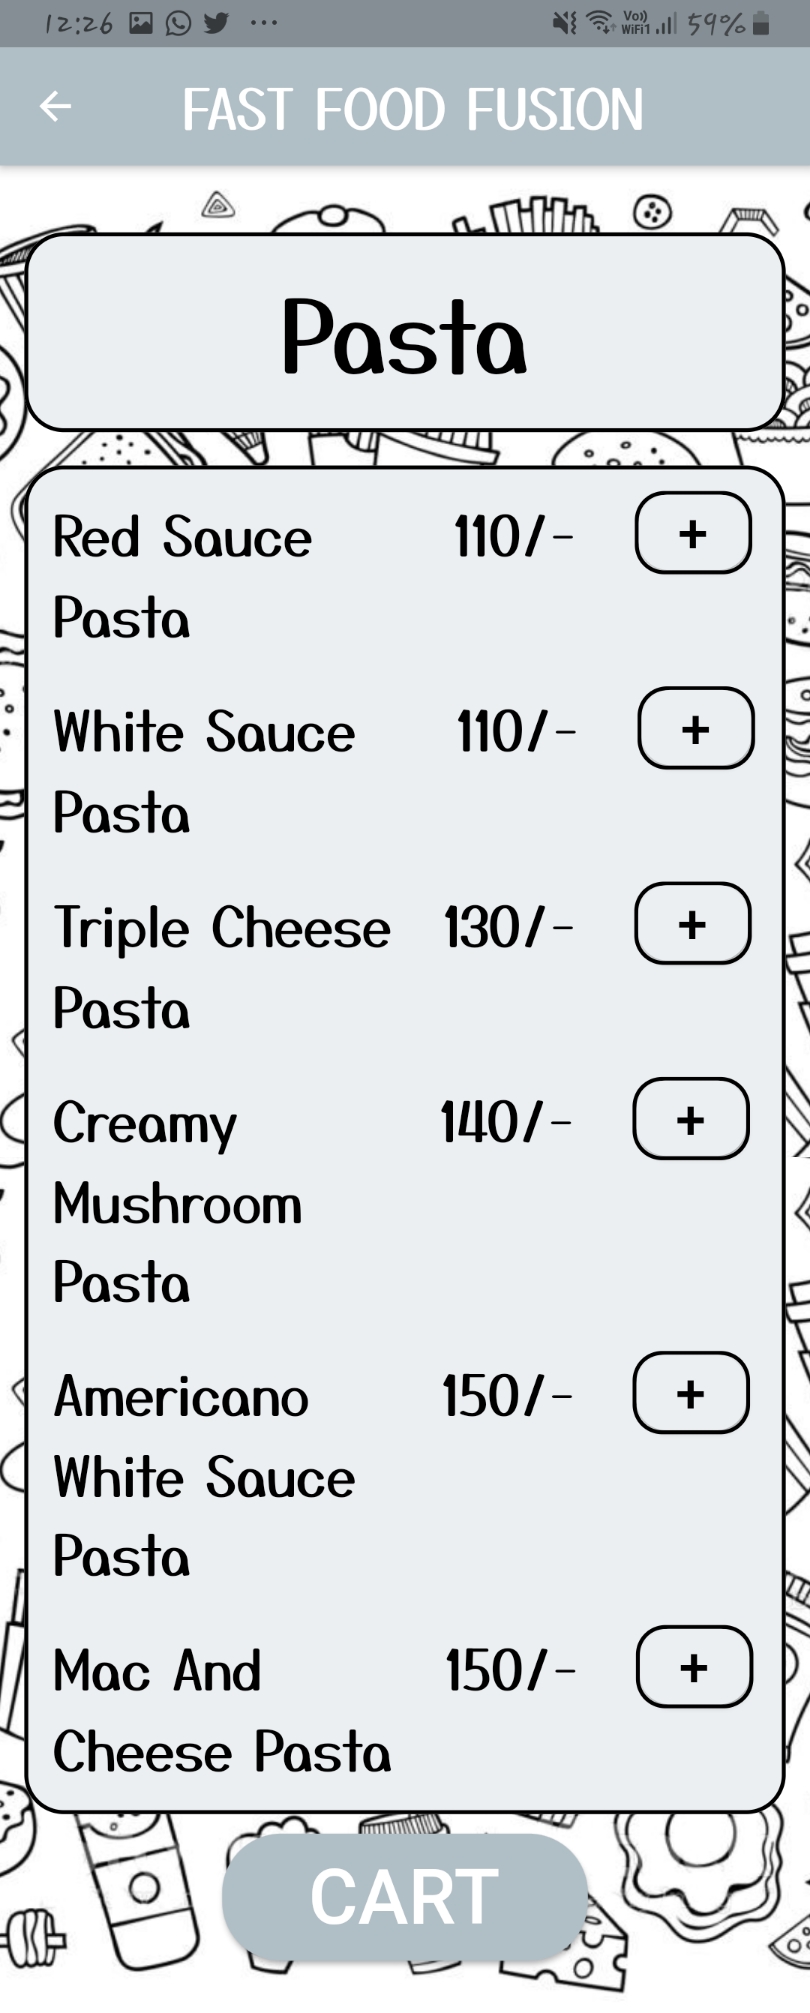 12:26 ... Vo)) WiFi1 59%
FAST FOOD FUSION
Pasta
Red Sauce 110/- +
Pasta
White Sauce 110/- +
Pasta
Triple Cheese 130/- +
Pasta
Creamy 140/- +
Mushroom
Pasta
Americano 150/- +
White Sauce
Pasta
Mac And 150/- +
Cheese Pasta
CART